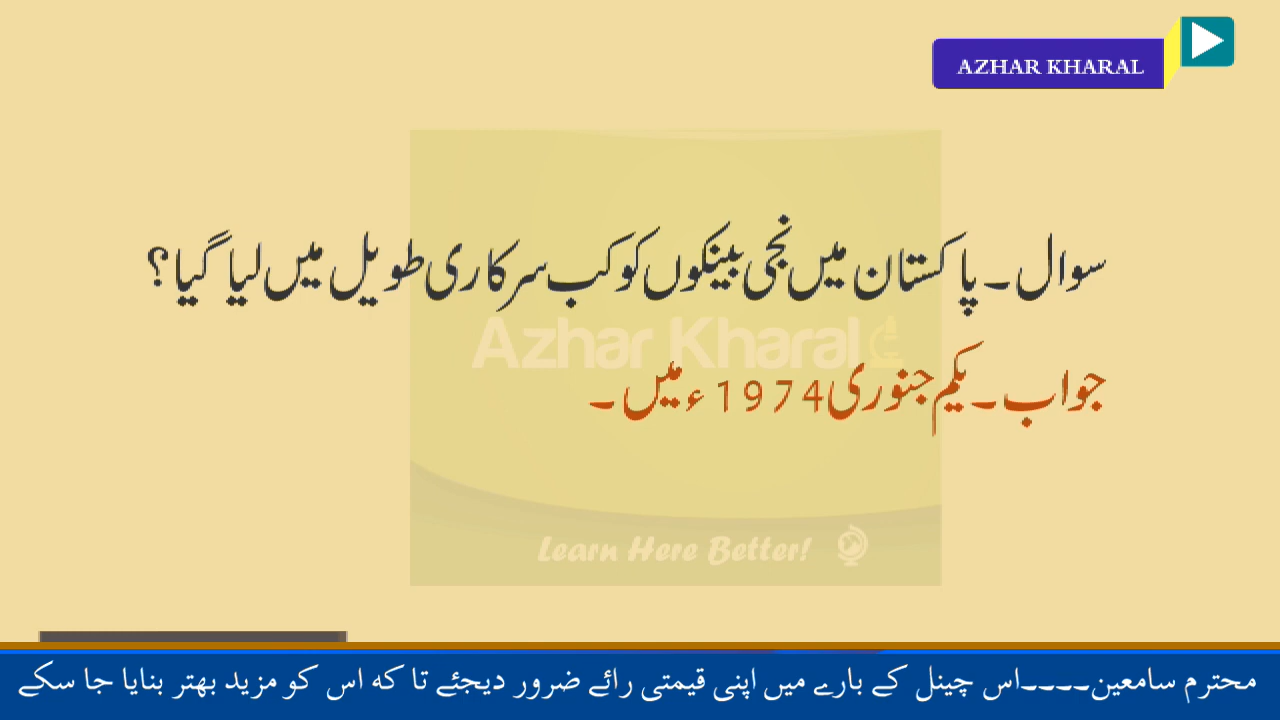 AZHAR KHARAL
سوال۔ پاکستان میں نجی بینکوں کو کب سرکاری طویل میں لیا گیا؟
Azhar Kharal
جواب۔ یکم جنوری 1974ء میں۔
Learn Here Better!
محترم سامعین۔۔۔۔اس چینل کے بارے میں اپنی قیمتی رائے ضرور دیجئے تا کہ اس کو مزید بهتر بنایا جا سکے